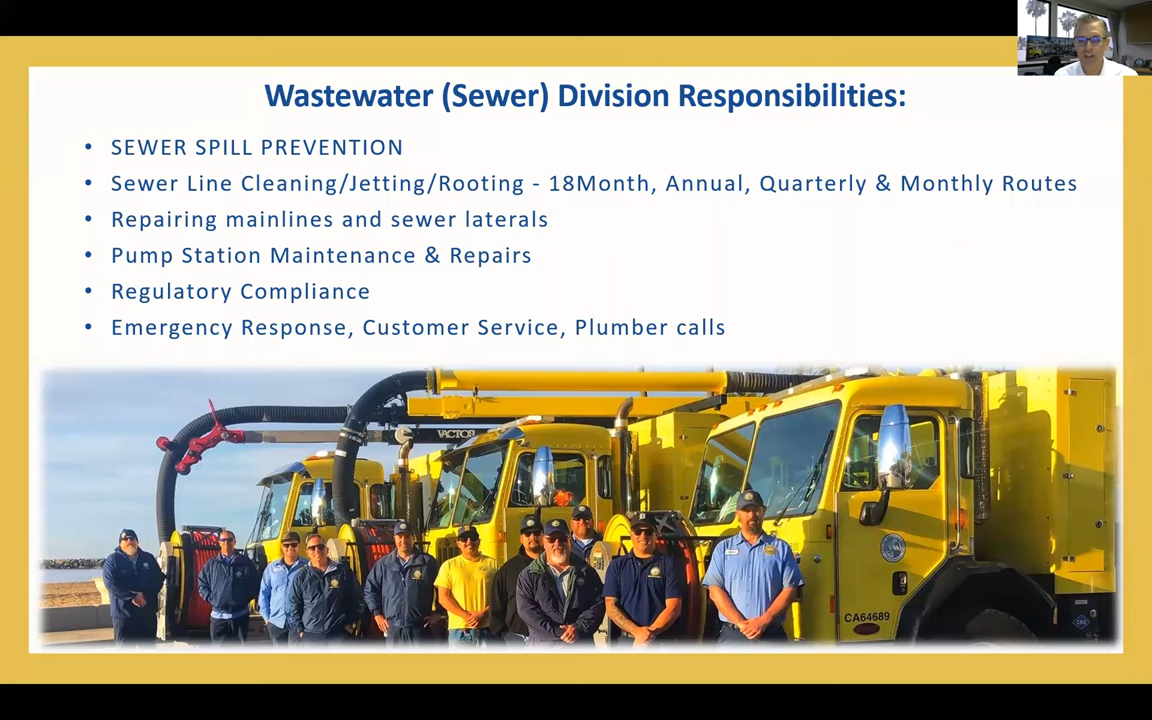 Wastewater (Sewer) Division Responsibilities:
• SEWER SPILL PREVENTION
• Sewer Line Cleaning/Jetting/Rooting - 18Month, Annual, Quarterly & Monthly Routes
• Repairing mainlines and sewer laterals
• Pump Station Maintenance & Repairs
• Regulatory Compliance
• Emergency Response, Customer Service, Plumber calls
VACTOR
CA64689